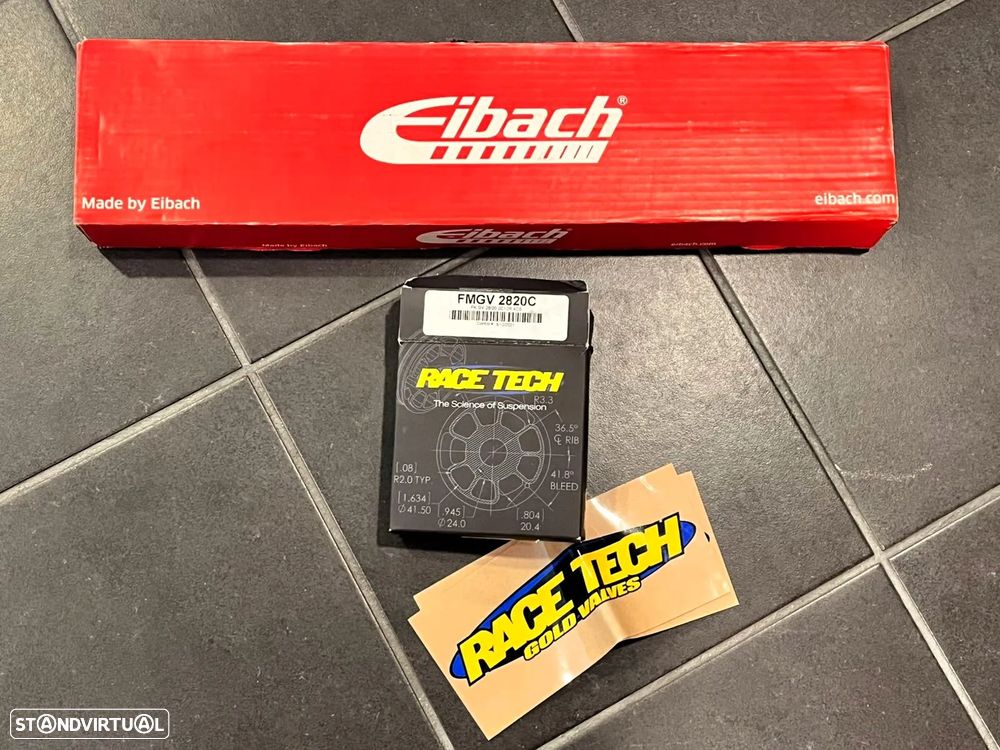 Eibach®
Made by Eibach
eibach.com
Made by Eibach
Eibach
eibach.com
FMGV 2820C
RACE TECH
The Science of Suspension
R3.3
36.5°
℄ RIB
41.8°
BLEED
[.08]
R2.0 TYP
[1.634]
Ø 41.50
.945]
Ø 24.0
.804
20.4
RACE TECH
GOLD VALVES
STANDVIRTUAL